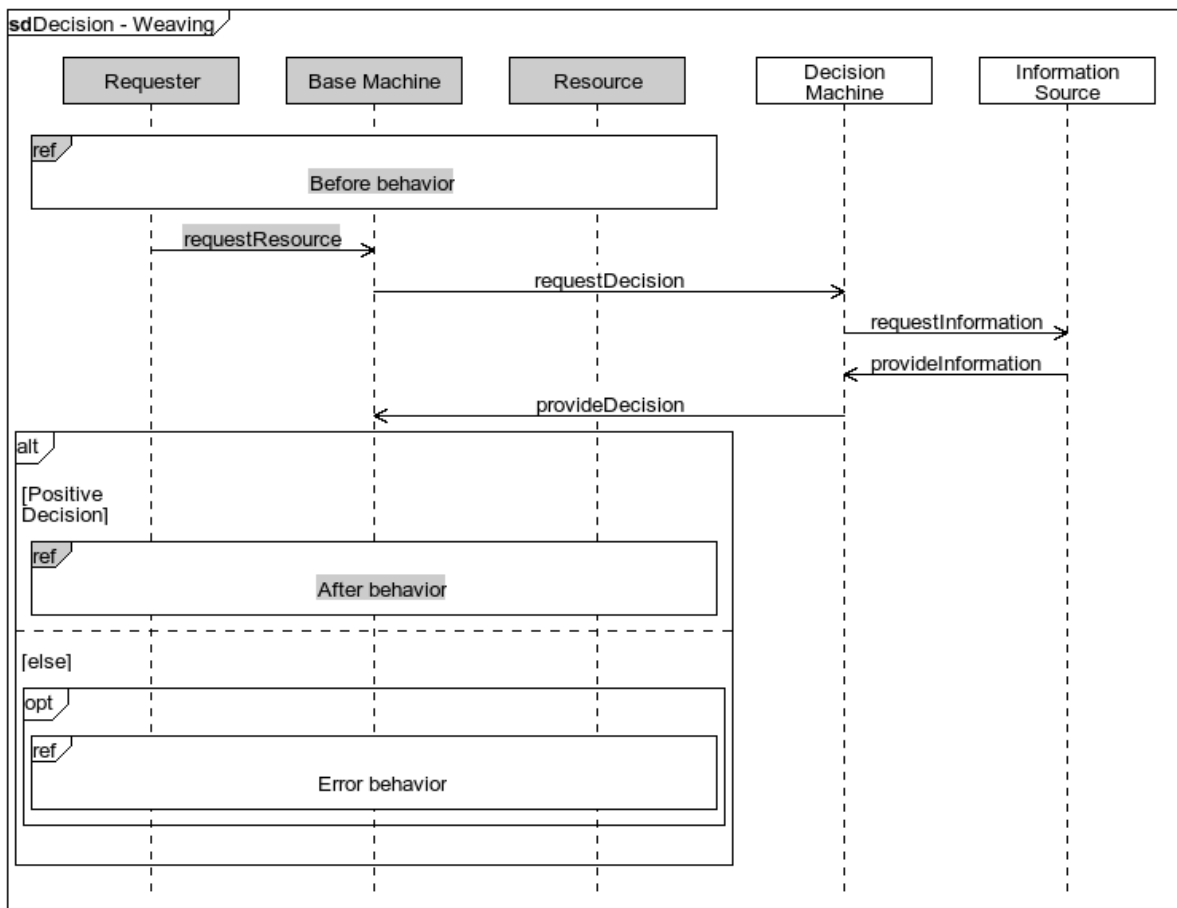 sdDecision - Weaving
Requester
Base Machine
Resource
Decision
Machine
Information
Source
ref
Before behavior
requestResource
requestDecision
requestInformation
provideInformation
provideDecision
alt
[Positive
Decision]
ref
After behavior
[else]
opt
ref
Error behavior